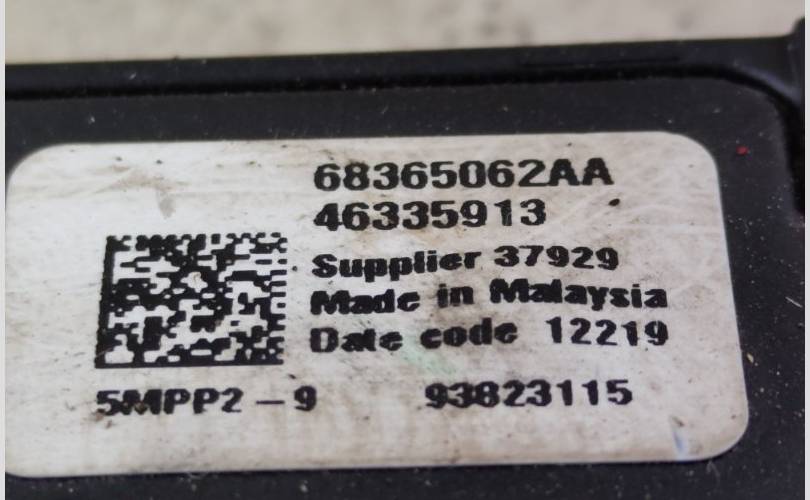 68365062AA
46335913
Supplier 37929
Made in Malaysia
Date code 12219
5MPP2-9 93823115